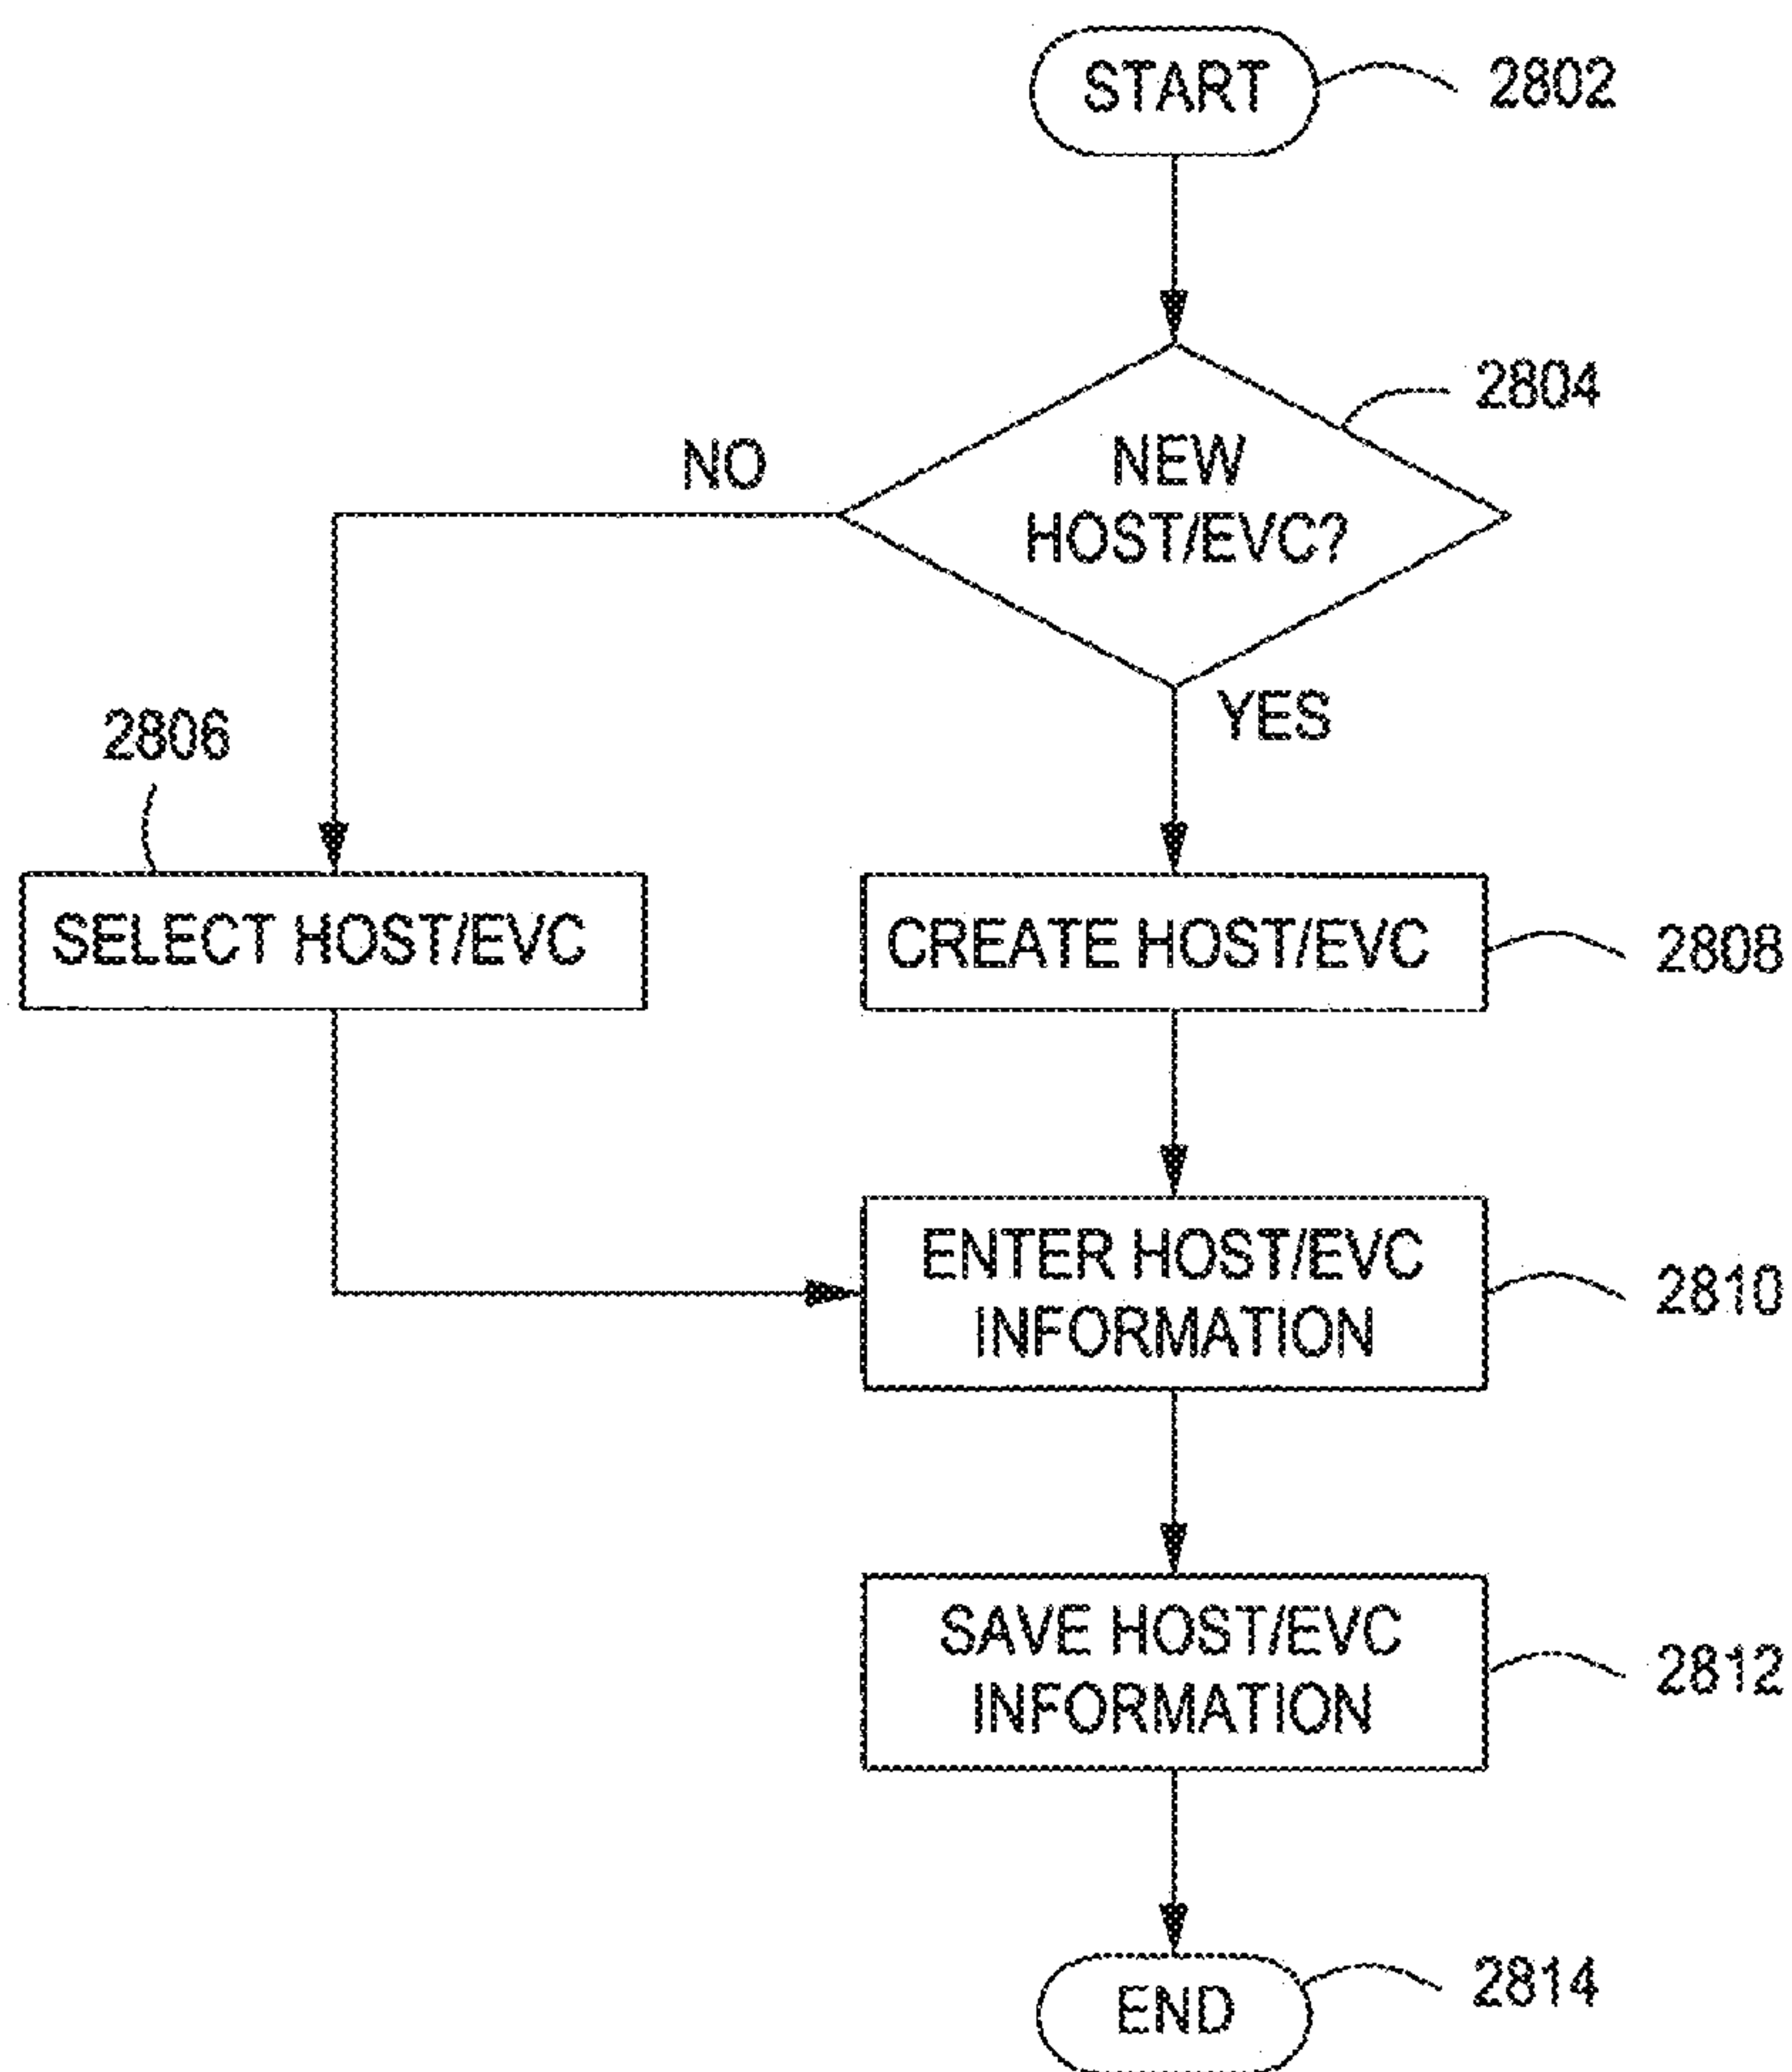 START
2802
2804
NO
NEW
HOST/EVC?
YES
2806
SELECT HOST/EVC
CREATE HOST/EVC
2808
ENTER HOST/EVC
INFORMATION
2810
SAVE HOST/EVC
INFORMATION
2812
END
2814